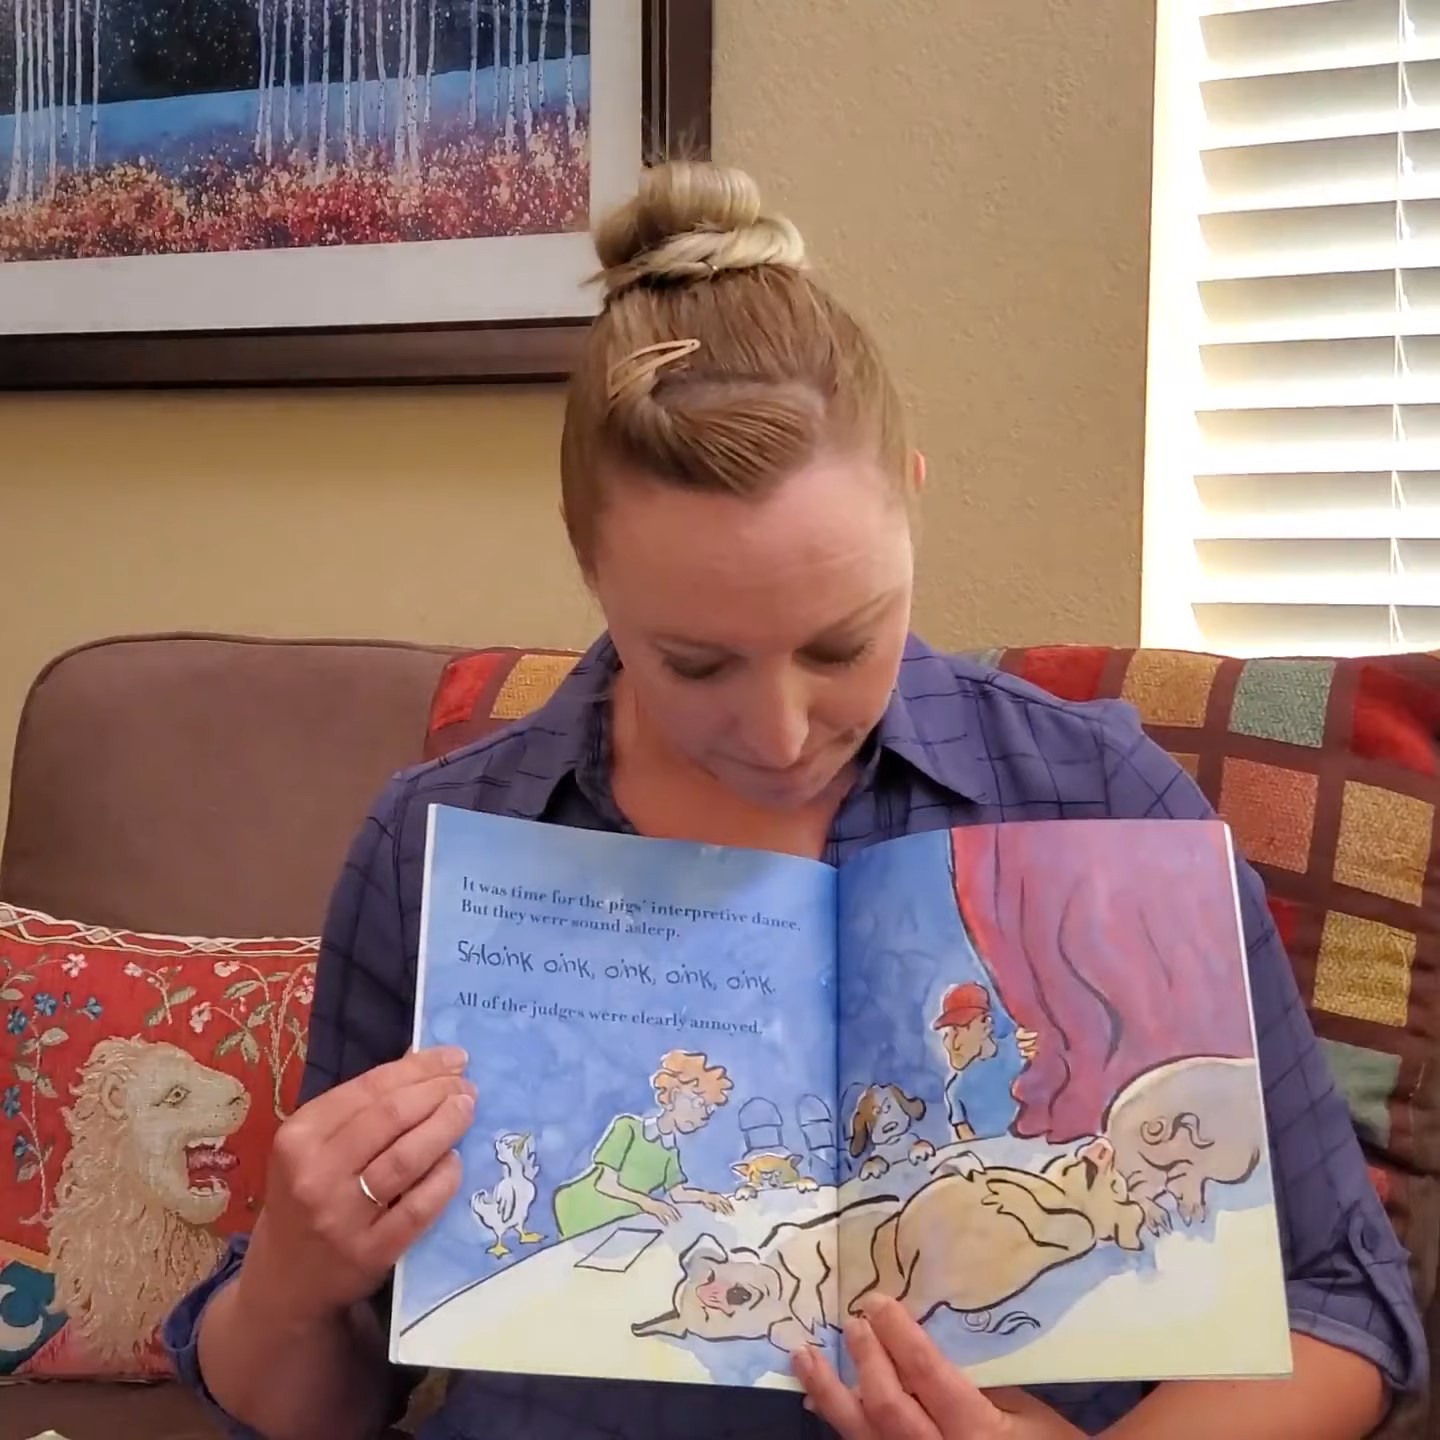 It was time for the pigs' interpretive dance.
But they were sound asleep.
Shloink oink, oink, oink, oink.
All of the judges were clearly annoyed.